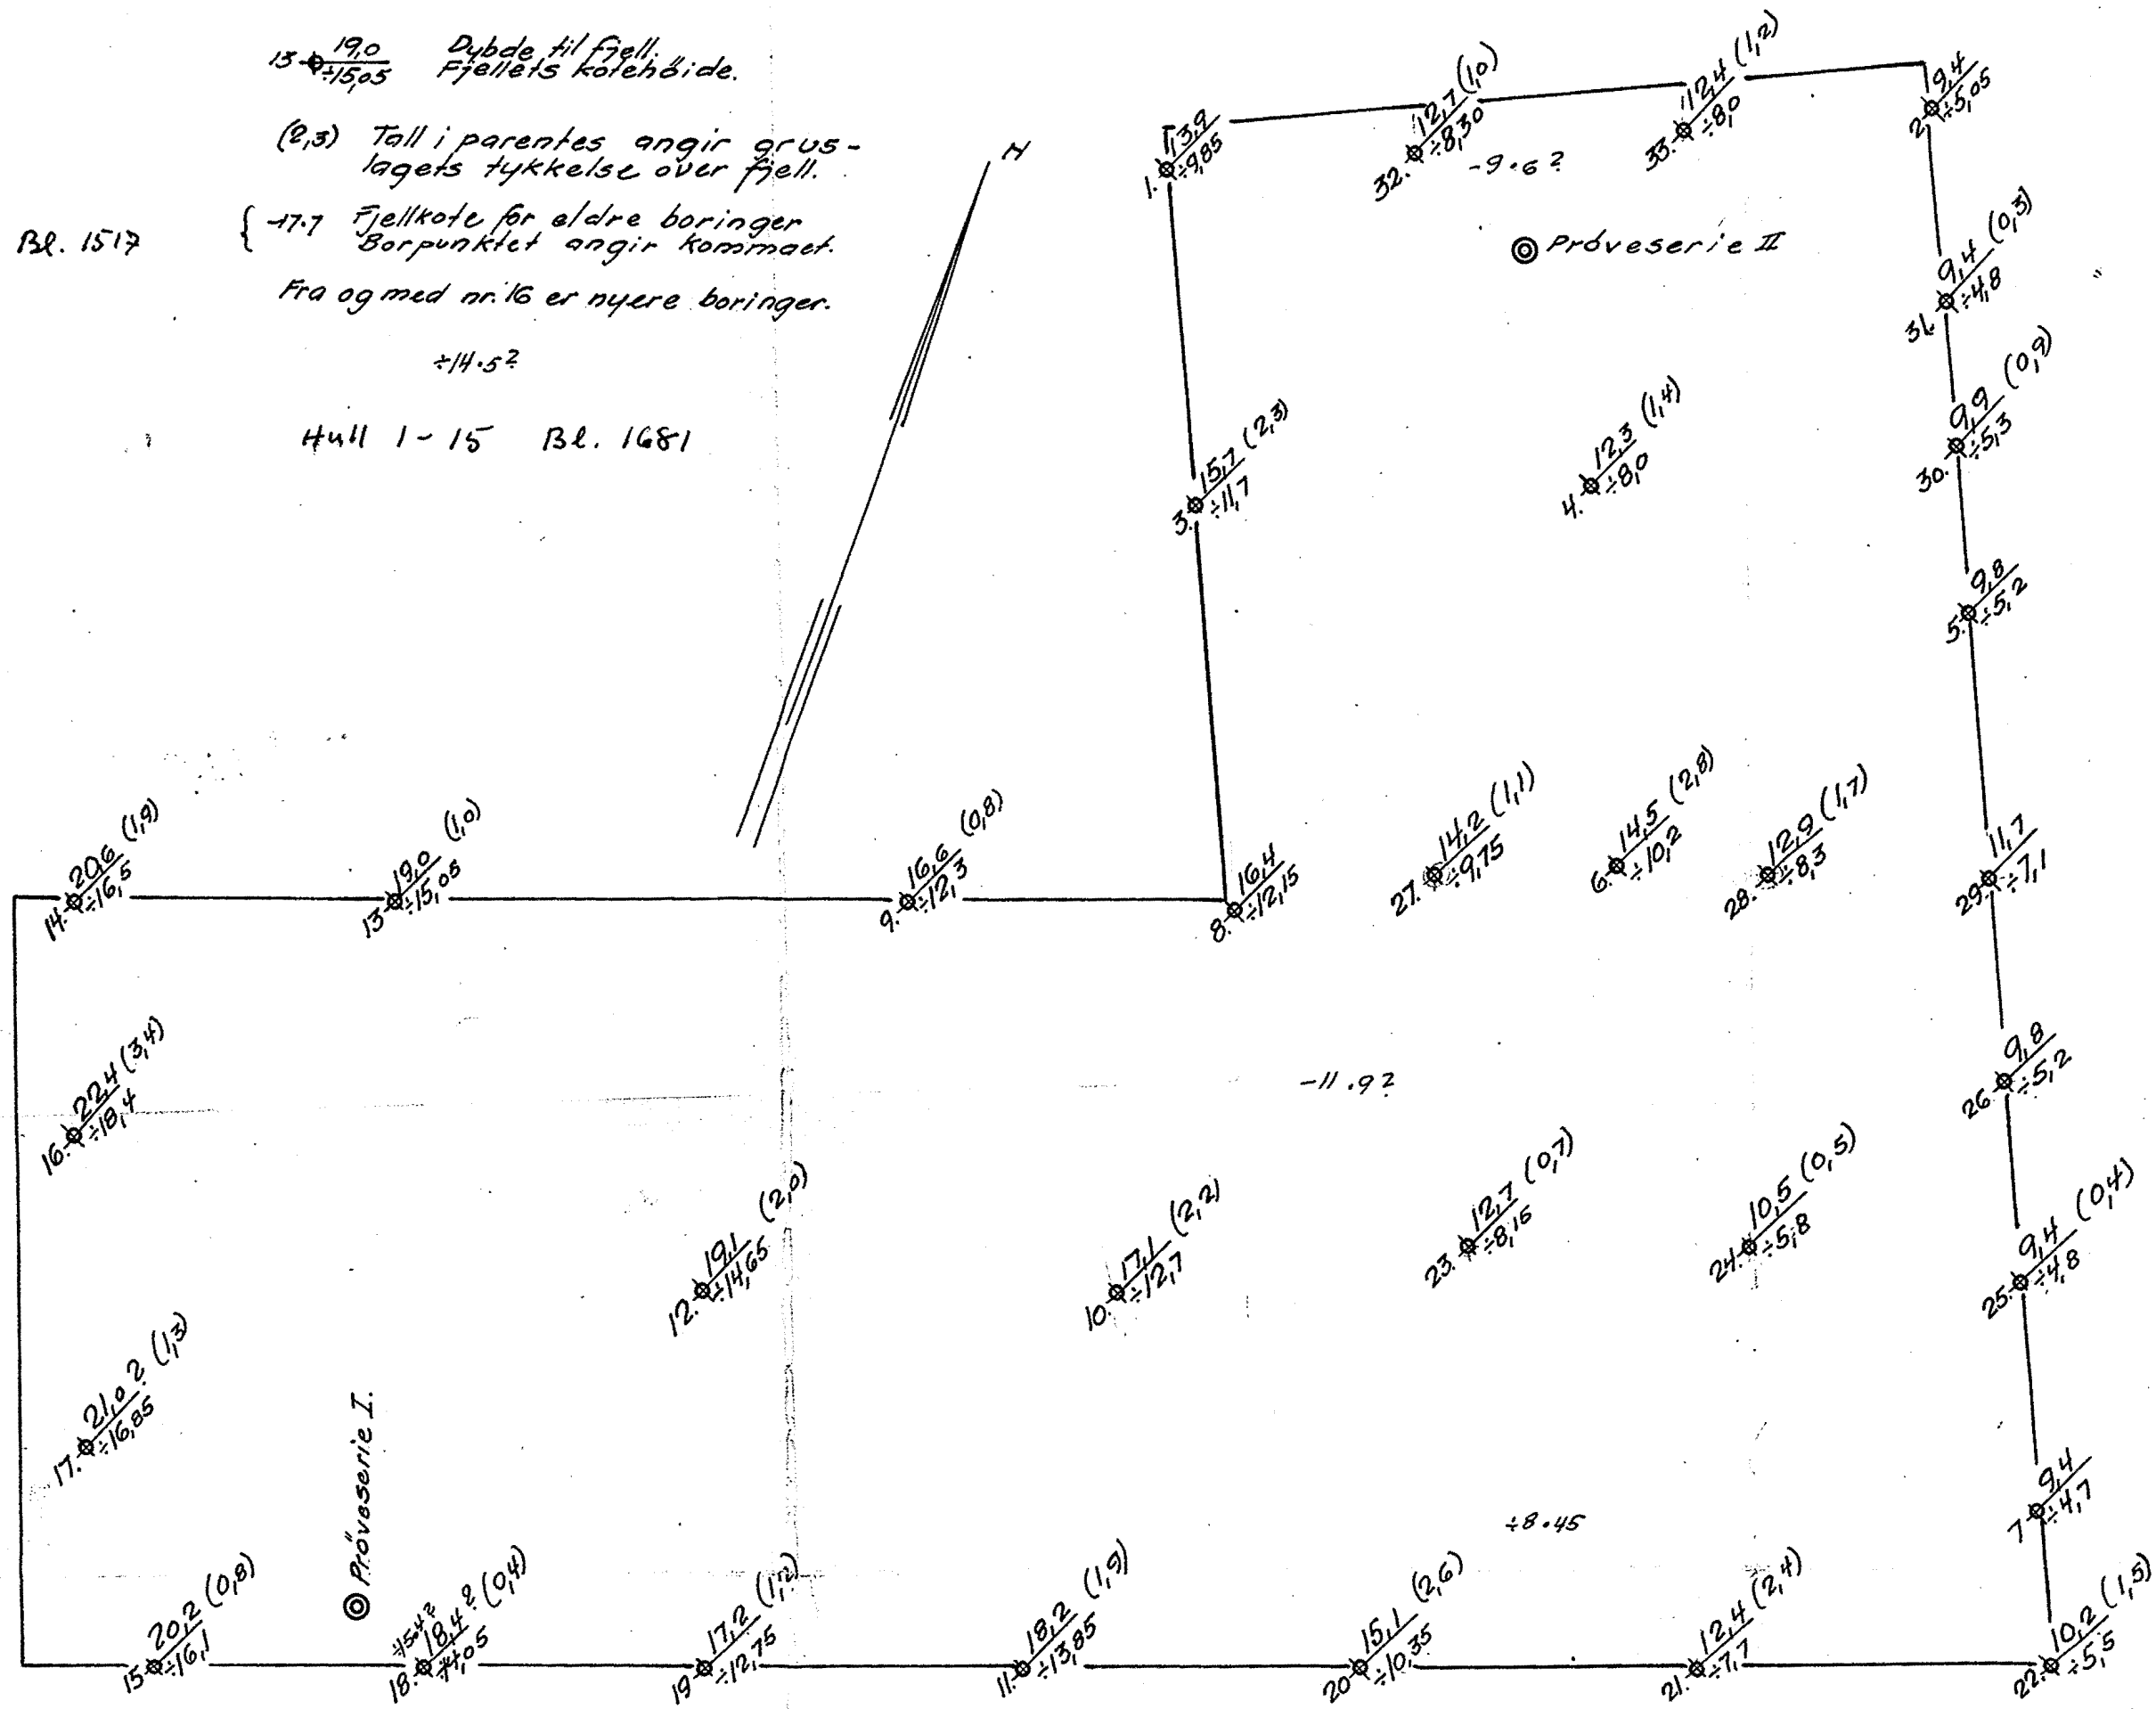 13 19,0 Dybde til fjell.
÷15,05 Fjellets kotehöide.
(2,3) Tall i parentes angir grus-
lagets tykkelse over fjell.
Bl. 1517 { -17.7 Fjellkote for eldre boringer
Borpunktet angir kommaet.
Fra og med nr. 16 er nyere boringer.
÷14.5?
Hull 1-15 Bl. 1681
N
1. 13,9
÷9,85
32. 12,7 (1,0)
÷8,30
-9.6?
33. 12,4 (1,2)
÷8,0
2. 9,4
÷5,05
Pröveserie II
31. 9,4 (0,3)
÷4,8
30. 9,9 (0,9)
÷5,3
3. 15,7 (2,3)
÷11,7
4. 12,3 (1,4)
÷8,0
5. 9,8
÷5,2
14. 20,6 (1,9)
÷16,5
13 19,0 (1,0)
÷15,05
9. 16,6 (0,8)
÷12,3
8. 16,4
÷12,15
27. 14,2 (1,1)
÷9,75
6. 14,5 (2,8)
÷10,2
28. 12,9 (1,7)
÷8,3
29. 11,7
÷7,1
16. 22,4 (3,4)
÷18,4
-11.9?
26. 9,8
÷5,2
12. 19,1 (2,0)
÷14,65
10. 17,1 (2,2)
÷12,7
23. 12,7 (0,7)
÷8,15
24. 10,5 (0,5)
÷5,8
25. 9,4 (0,4)
÷4,8
17. 21,0? (1,3)
÷16,85
Pröveserie I.
÷8.45
7 9,4
÷4,7
15 20,2 (0,8)
÷16,1
÷15.4?
18. 18,4? (0,4)
÷14,05
19 17,2 (1,2)
÷12,75
11. 18,2 (1,9)
÷13,85
20 15,1 (2,6)
÷10,35
21. 12,4 (2,4)
÷7,7
22. 10,2 (1,5)
÷5,5